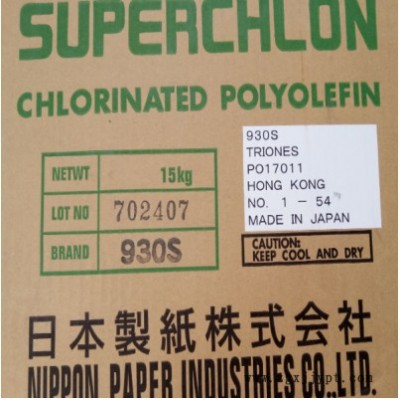 SUPERCHLON
CHLORINATED POLYOLEFIN
NETWT 15kg
LOT NO 702407
BRAND 930S
930S
TRIONES
PO17011
HONG KONG
NO. 1 - 54
MADE IN JAPAN
CAUTION:
KEEP COOL AND DRY
日本製紙株式会社
NIPPON PAPER INDUSTRIES CO.,LTD.